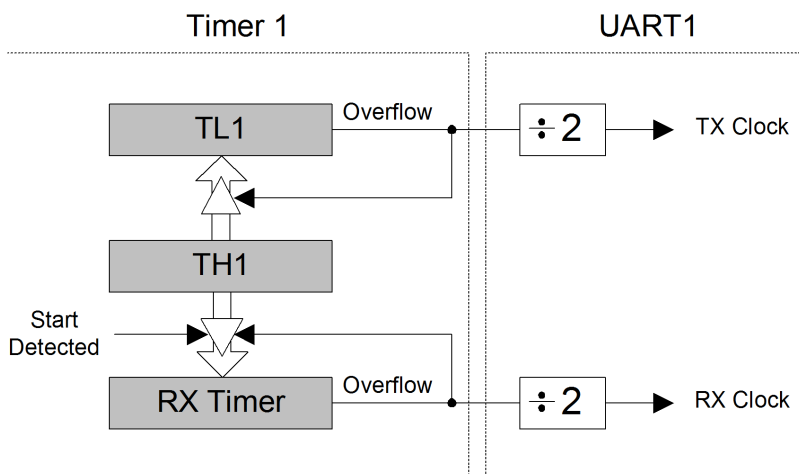 Timer 1
UART1
TL1
Overflow
÷2
TX Clock
TH1
Start
Detected
RX Timer
Overflow
÷2
RX Clock